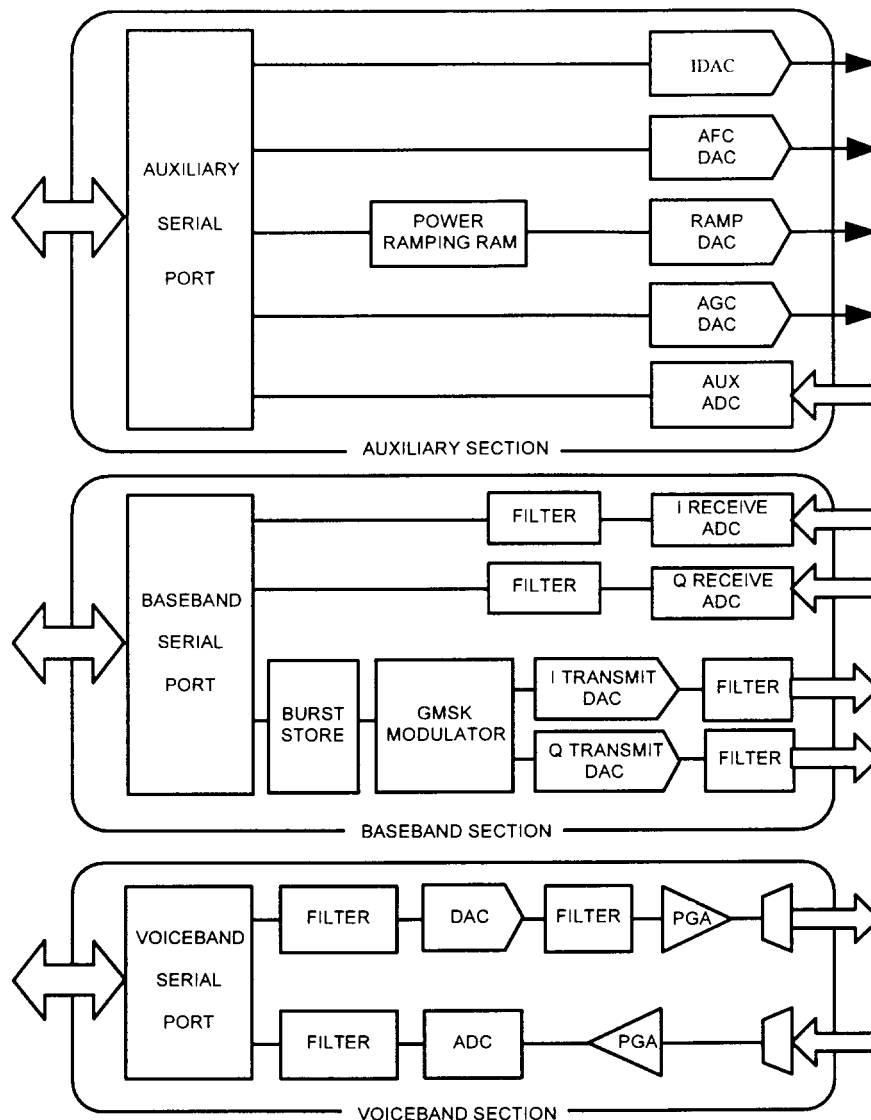 IDAC
AFC
DAC
AUXILIARY
SERIAL
PORT
POWER
RAMPING RAM
RAMP
DAC
AGC
DAC
AUX
ADC
AUXILIARY SECTION
BASEBAND
SERIAL
PORT
FILTER
I RECEIVE
ADC
FILTER
Q RECEIVE
ADC
BURST
STORE
GMSK
MODULATOR
I TRANSMIT
DAC
FILTER
Q TRANSMIT
DAC
FILTER
BASEBAND SECTION
VOICEBAND
SERIAL
PORT
FILTER
DAC
FILTER
PGA
FILTER
ADC
PGA
VOICEBAND SECTION